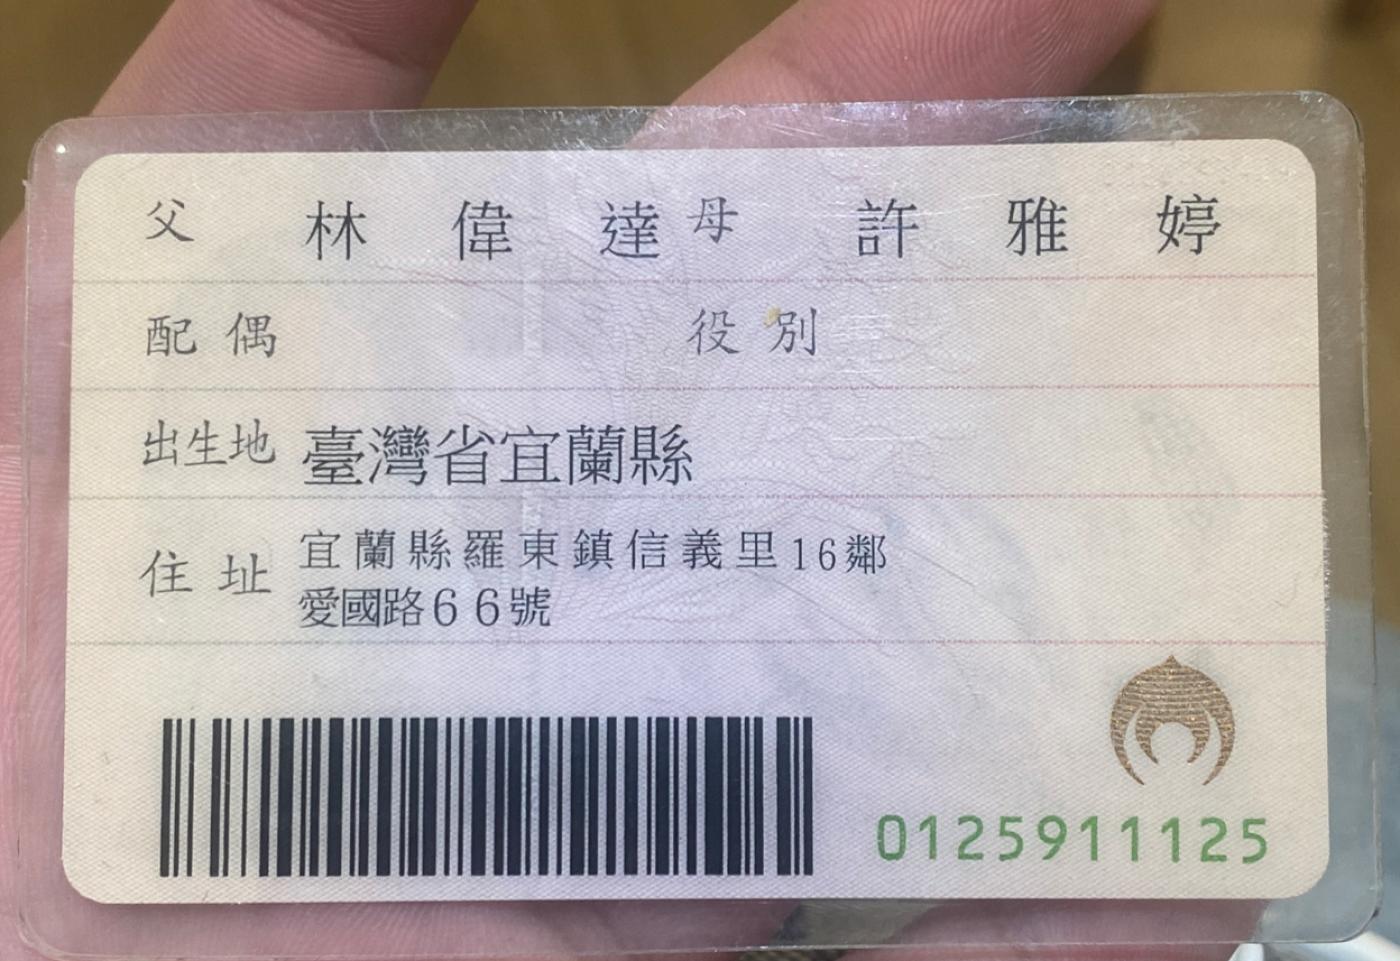 父 林偉達 母 許雅婷
配偶 役別
出生地 臺灣省宜蘭縣
住址 宜蘭縣羅東鎮信義里16鄰
愛國路66號
0125911125